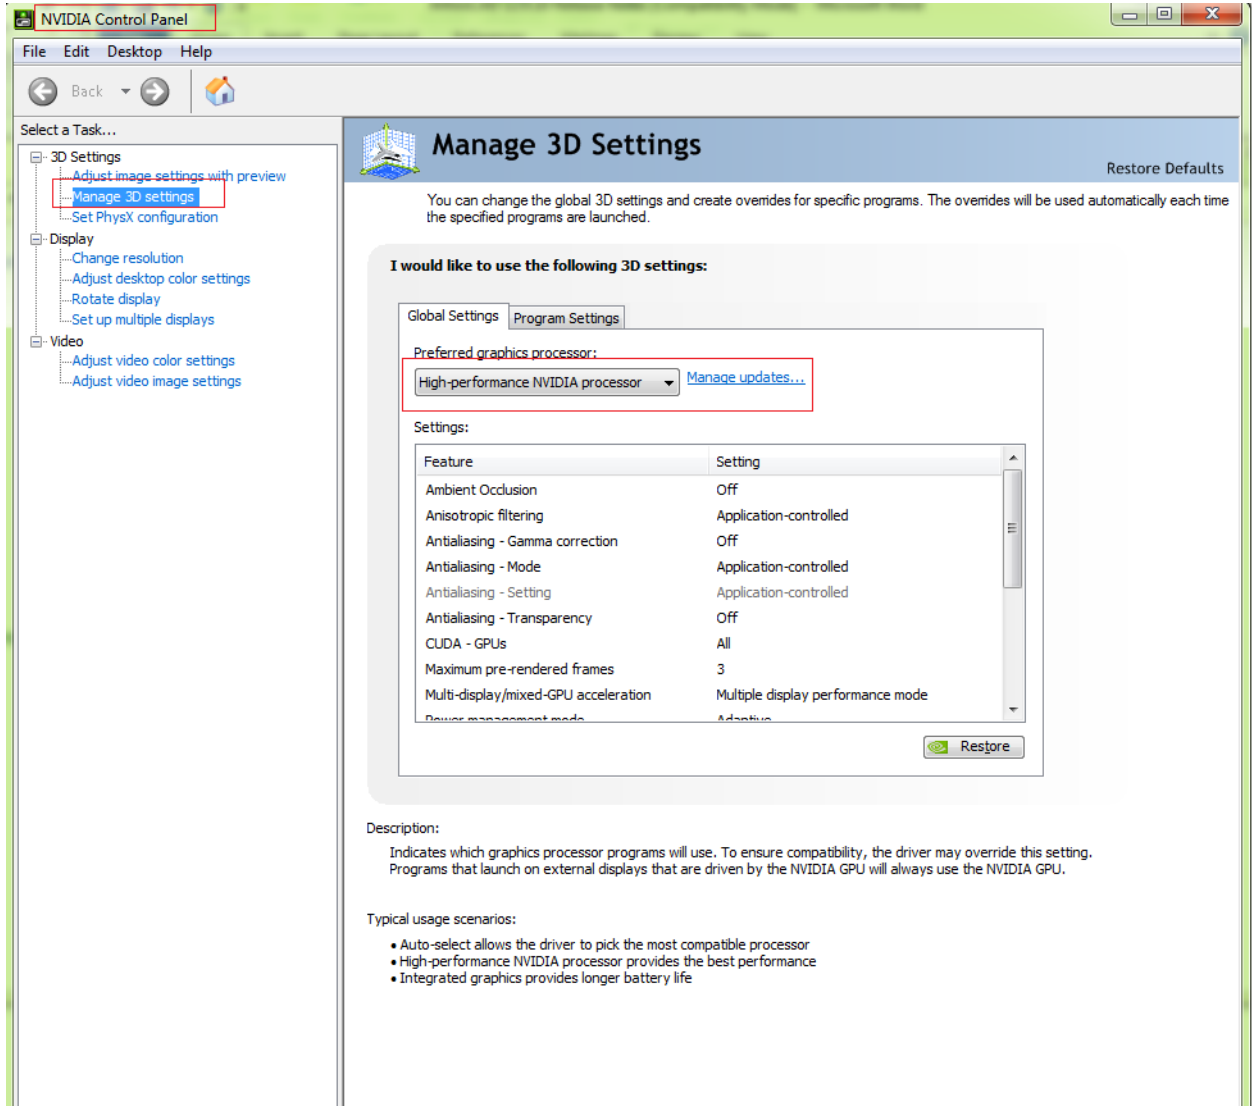 NVIDIA Control Panel
File Edit Desktop Help
Back
Select a Task...
3D Settings
Adjust image settings with preview
Manage 3D settings
Set PhysX configuration
Display
Change resolution
Adjust desktop color settings
Rotate display
Set up multiple displays
Video
Adjust video color settings
Adjust video image settings
Manage 3D Settings
Restore Defaults
You can change the global 3D settings and create overrides for specific programs. The overrides will be used automatically each time
the specified programs are launched.
I would like to use the following 3D settings:
Global Settings Program Settings
Preferred graphics processor:
High-performance NVIDIA processor Manage updates...
Settings:
Feature Setting
Ambient Occlusion Off
Anisotropic filtering Application-controlled
Antialiasing - Gamma correction Off
Antialiasing - Mode Application-controlled
Antialiasing - Setting Application-controlled
Antialiasing - Transparency Off
CUDA - GPUs All
Maximum pre-rendered frames 3
Multi-display/mixed-GPU acceleration Multiple display performance mode
Power management mode Adaptive
Restore
Description:
Indicates which graphics processor programs will use. To ensure compatibility, the driver may override this setting.
Programs that launch on external displays that are driven by the NVIDIA GPU will always use the NVIDIA GPU.
Typical usage scenarios:
• Auto-select allows the driver to pick the most compatible processor
• High-performance NVIDIA processor provides the best performance
• Integrated graphics provides longer battery life